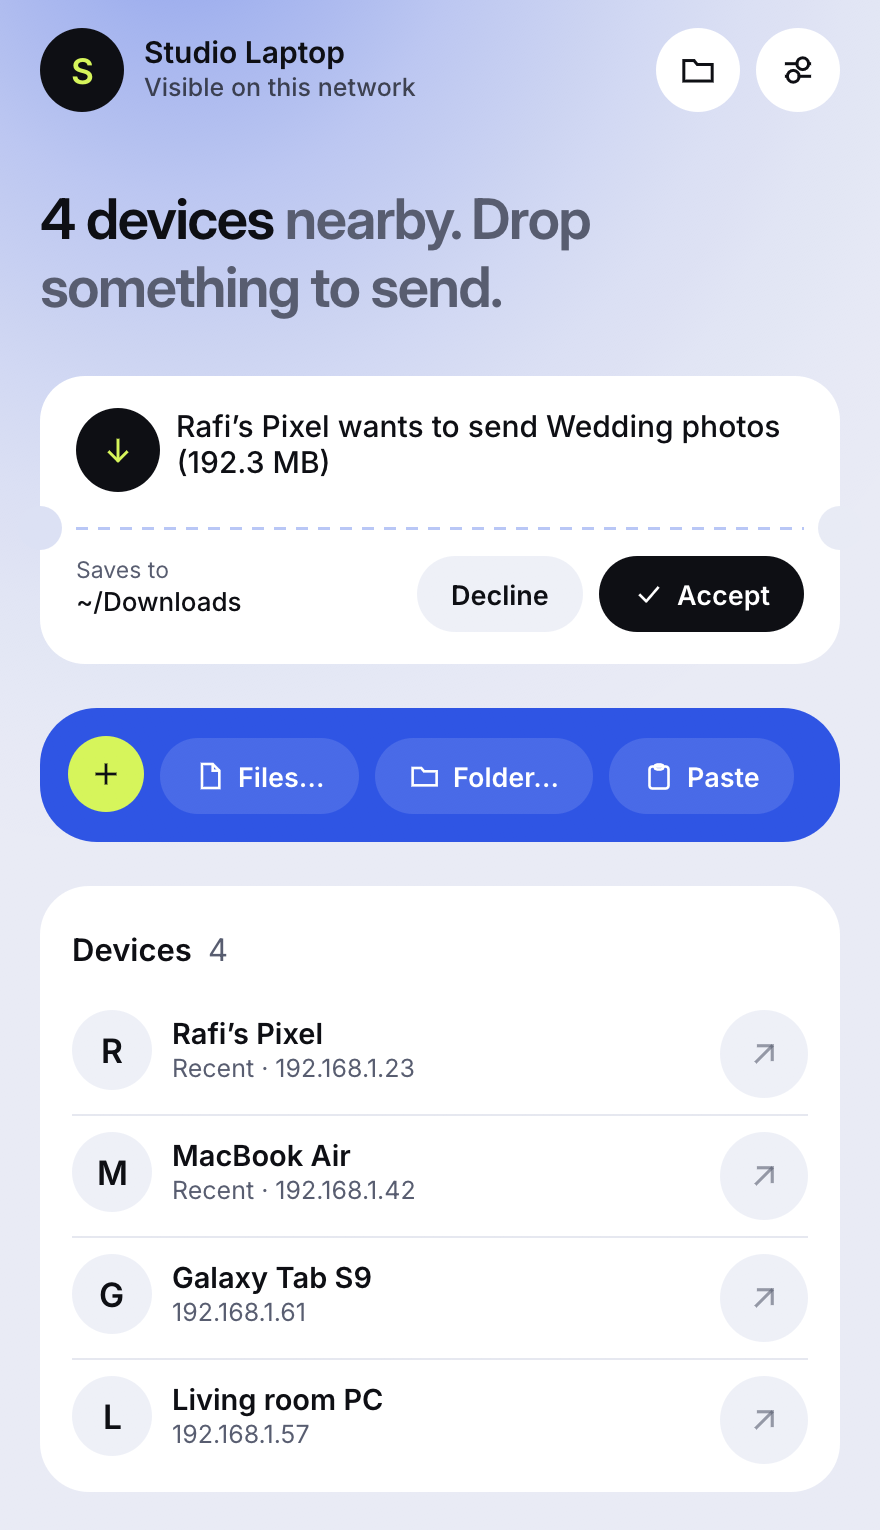 S
Studio Laptop
Visible on this network
4 devices nearby. Drop
something to send.
Rafi’s Pixel wants to send Wedding photos
(192.3 MB)
Saves to
~/Downloads
Decline
Accept
Files…
Folder…
Paste
Devices 4
R
Rafi’s Pixel
Recent · 192.168.1.23
M
MacBook Air
Recent · 192.168.1.42
G
Galaxy Tab S9
192.168.1.61
L
Living room PC
192.168.1.57